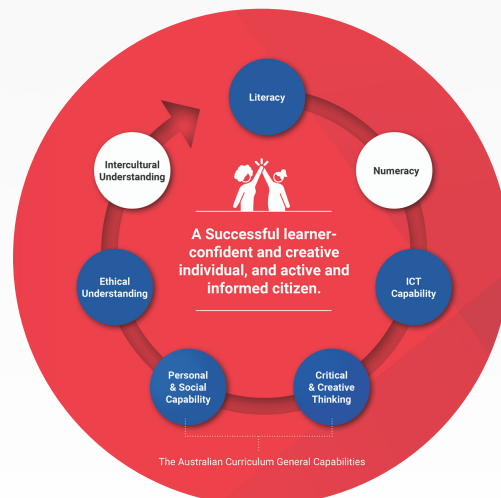 Literacy
Numeracy
ICT
Capability
Critical
& Creative
Thinking
Personal
& Social
Capability
Ethical
Understanding
Intercultural
Understanding
A Successful learner-
confident and creative
individual, and active and
informed citizen.
The Australian Curriculum General Capabilities